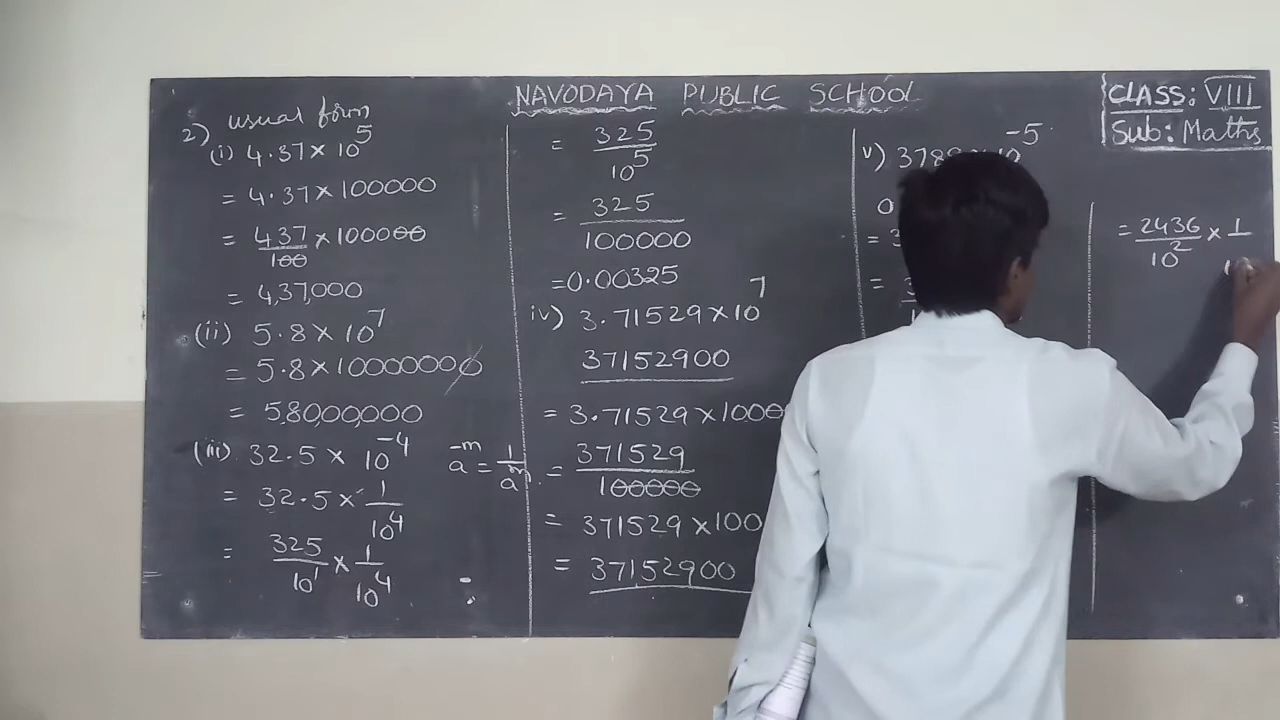 NAVODAYA PUBLIC SCHOOL
CLASS: VIII
Sub: Maths
2) usual form
(i) 4.37 × 10^5
= 4.37 × 100000
= 437/100 × 100000
= 4,37,000
(ii) 5.8 × 10^7
= 5.8 × 10000000
= 5,8,0,00,000
(iii) 32.5 × 10^-4
a^-m = 1/a^m
= 32.5 × 1/10^4
= 325/10^1 × 1/10^4
= 325/10^5
= 325/100000
= 0.00325
iv) 3.71529 × 10^7
37152900
= 3.71529 × 1000
= 371529/100000
= 371529 × 100
= 37152900
v) 3789 × 10^-5
= 2436/10^2 × 1/